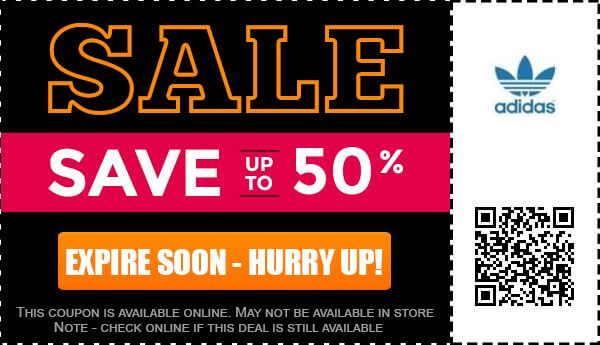 SALE
SAVE UP TO 50%
EXPIRE SOON - HURRY UP!
THIS COUPON IS AVAILABLE ONLINE. MAY NOT BE AVAILABLE IN STORE
NOTE - CHECK ONLINE IF THIS DEAL IS STILL AVAILABLE
adidas